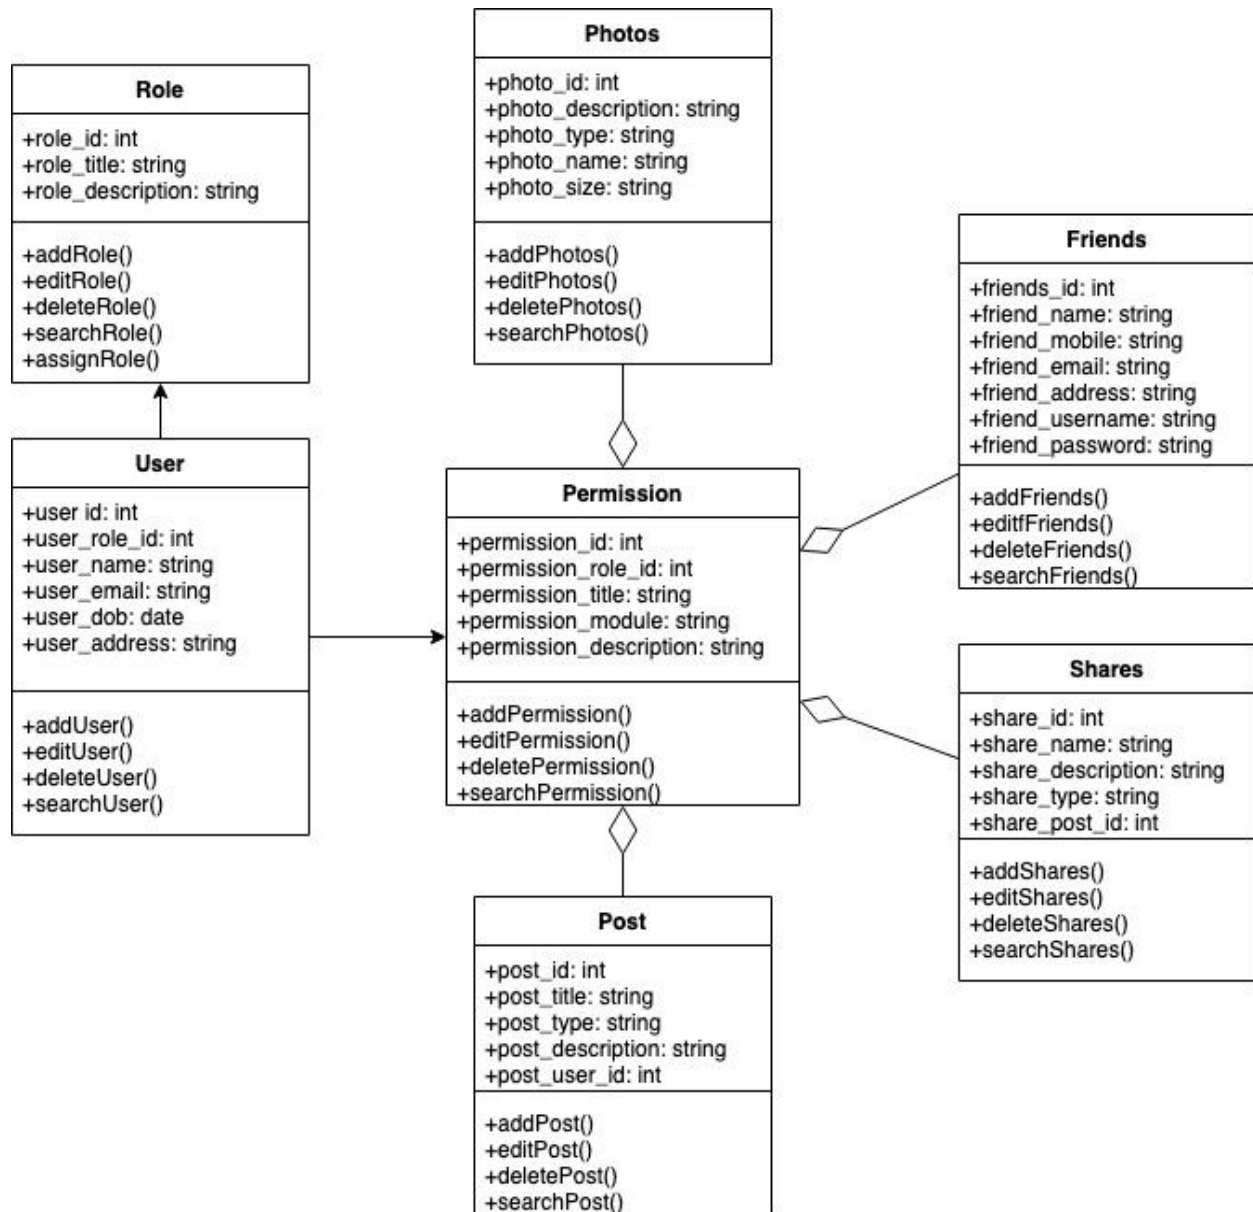 Photos
+photo_id: int
+photo_description: string
+photo_type: string
+photo_name: string
+photo_size: string
+addPhotos()
+editPhotos()
+deletePhotos()
+searchPhotos()
Role
+role_id: int
+role_title: string
+role_description: string
+addRole()
+editRole()
+deleteRole()
+searchRole()
+assignRole()
Friends
+friends_id: int
+friend_name: string
+friend_mobile: string
+friend_email: string
+friend_address: string
+friend_username: string
+friend_password: string
+addFriends()
+editfFriends()
+deleteFriends()
+searchFriends()
User
+user id: int
+user_role_id: int
+user_name: string
+user_email: string
+user_dob: date
+user_address: string
+addUser()
+editUser()
+deleteUser()
+searchUser()
Permission
+permission_id: int
+permission_role_id: int
+permission_title: string
+permission_module: string
+permission_description: string
+addPermission()
+editPermission()
+deletePermission()
+searchPermission()
Shares
+share_id: int
+share_name: string
+share_description: string
+share_type: string
+share_post_id: int
+addShares()
+editShares()
+deleteShares()
+searchShares()
Post
+post_id: int
+post_title: string
+post_type: string
+post_description: string
+post_user_id: int
+addPost()
+editPost()
+deletePost()
+searchPost()